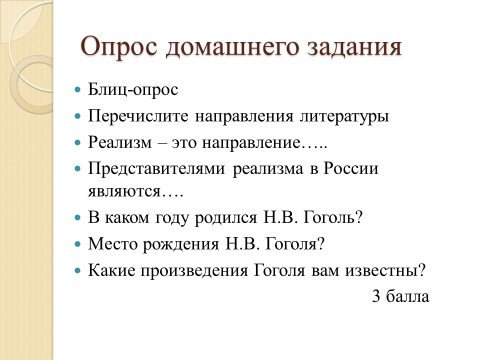 Опрос домашнего задания
Блиц-опрос
Перечислите направления литературы
Реализм – это направление…..
Представителями реализма в России
являются….
В каком году родился Н.В. Гоголь?
Место рождения Н.В. Гоголя?
Какие произведения Гоголя вам известны?
3 балла